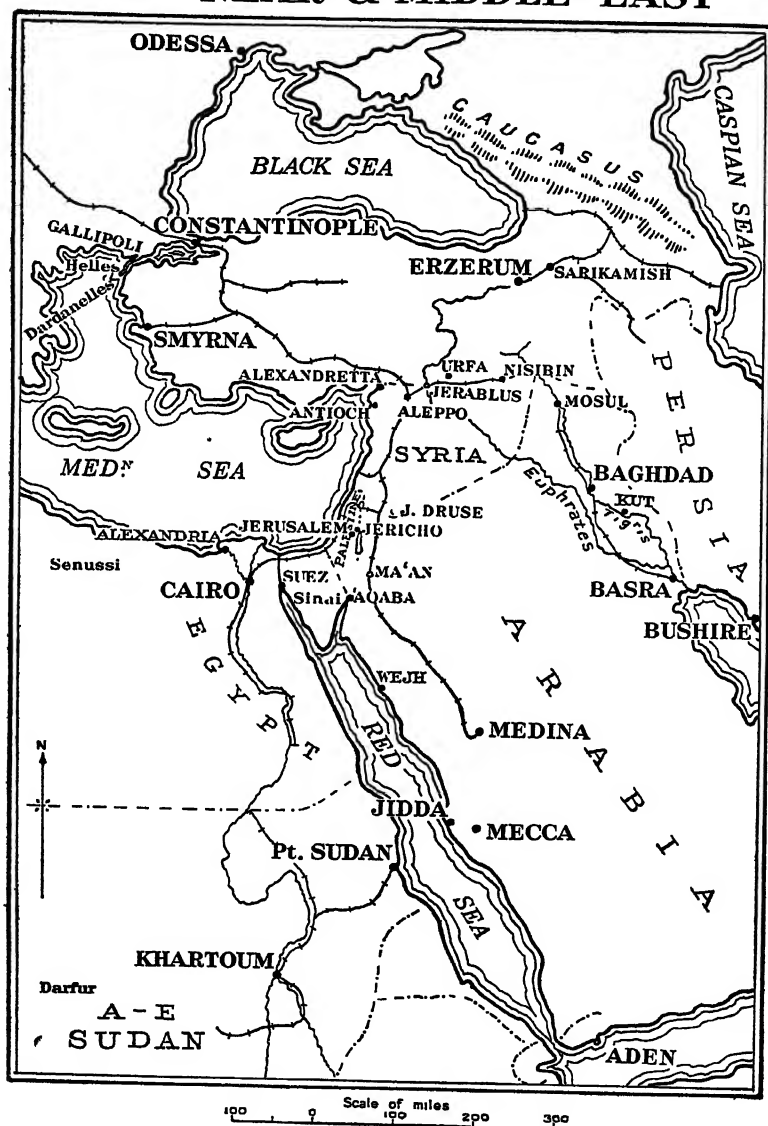 ODESSA
CAUCASUS
CASPIAN SEA
BLACK SEA
CONSTANTINOPLE
GALLIPOLI
Helles
Dardanelles
ERZERUM
SARIKAMISH
SMYRNA
PERSIA
ALEXANDRETTA
URFA
NISIBIN
JERABLUS
MOSUL
ANTIOCH
ALEPPO
MED.N SEA
SYRIA
BAGHDAD
Euphrates
KUT
Tigris
PALESTINE
J. DRUSE
ALEXANDRIA
JERUSALEM
JERICHO
Senussi
CAIRO
SUEZ
MA'AN
BASRA
Sinai
AQABA
BUSHIRE
EGYPT
ARABIA
WEJH
RED SEA
MEDINA
N
JIDDA
MECCA
Pt. SUDAN
KHARTOUM
Darfur
A-E
SUDAN
ADEN
Scale of miles
100 0 100 200 300